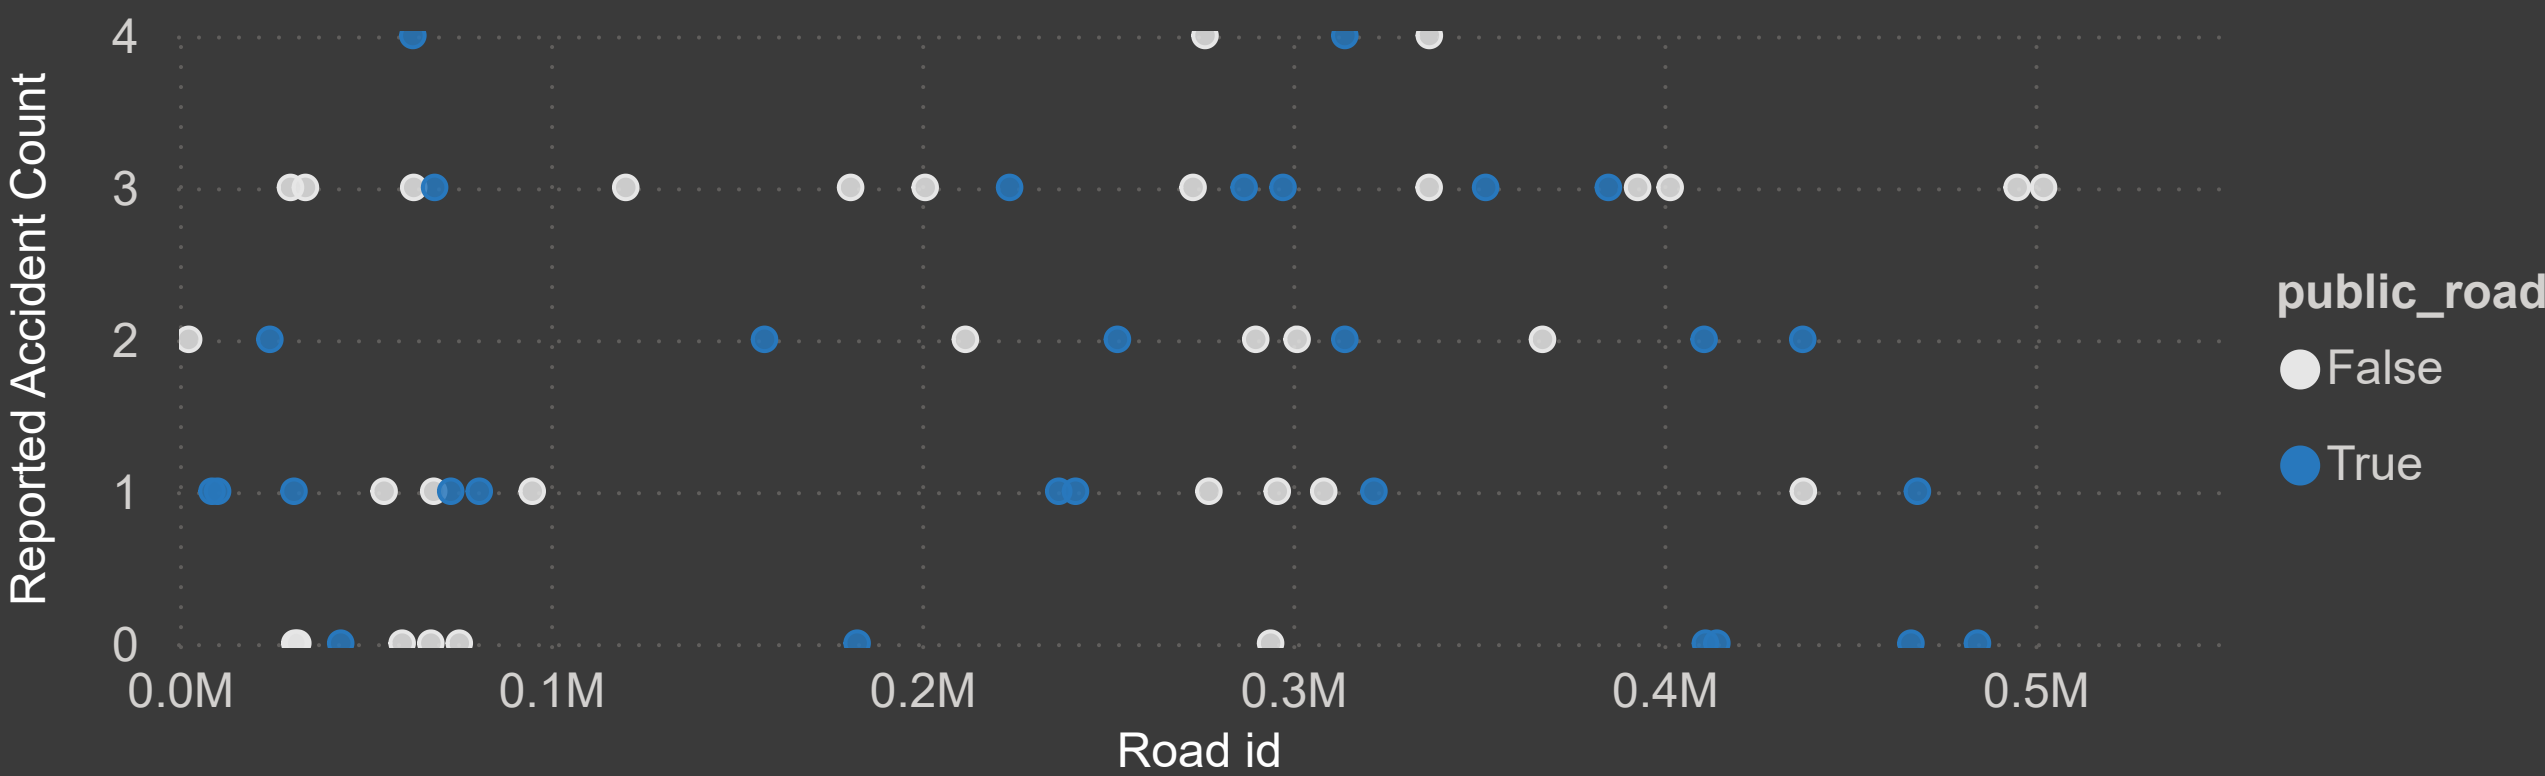 Reported Accident Count
4
3
2
1
0
0.0M 0.1M 0.2M 0.3M 0.4M 0.5M
Road id
public_road
False
True